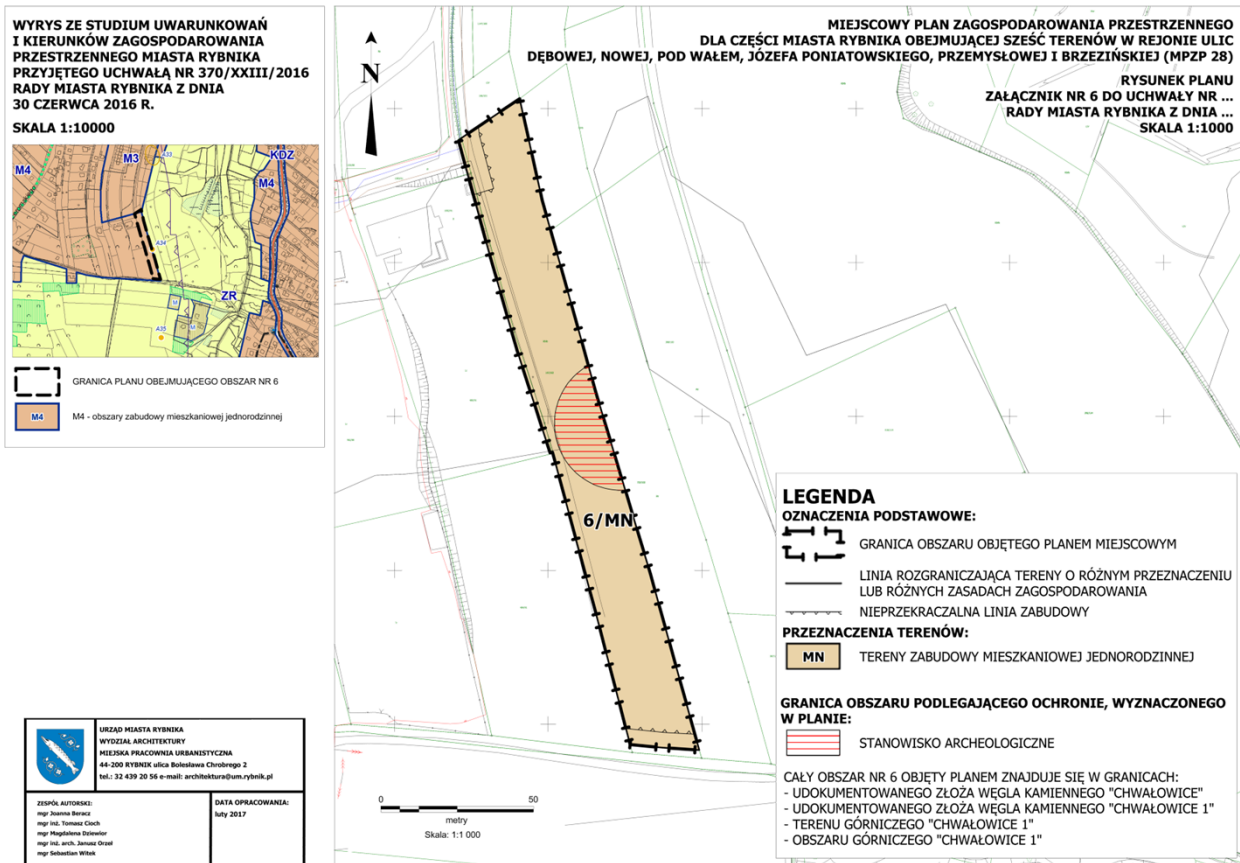 WYRYS ZE STUDIUM UWARUNKOWAŃ
I KIERUNKÓW ZAGOSPODAROWANIA
PRZESTRZENNEGO MIASTA RYBNIKA
PRZYJĘTEGO UCHWAŁĄ NR 370/XXIII/2016
RADY MIASTA RYBNIKA Z DNIA
30 CZERWCA 2016 R.
SKALA 1:10000
M4
M3
A33
KDZ
M4
A34
ZR
M
M
A35
GRANICA PLANU OBEJMUJĄCEGO OBSZAR NR 6
M4
M4 - obszary zabudowy mieszkaniowej jednorodzinnej
N
MIEJSCOWY PLAN ZAGOSPODAROWANIA PRZESTRZENNEGO
DLA CZĘŚCI MIASTA RYBNIKA OBEJMUJĄCEJ SZEŚĆ TERENÓW W REJONIE ULIC
DĘBOWEJ, NOWEJ, POD WAŁEM, JÓZEFA PONIATOWSKIEGO, PRZEMYSŁOWEJ I BRZEZIŃSKIEJ (MPZP 28)
RYSUNEK PLANU
ZAŁĄCZNIK NR 6 DO UCHWAŁY NR ...
RADY MIASTA RYBNIKA Z DNIA ...
SKALA 1:1000
6/MN
LEGENDA
OZNACZENIA PODSTAWOWE:
GRANICA OBSZARU OBJĘTEGO PLANEM MIEJSCOWYM
LINIA ROZGRANICZAJĄCA TERENY O RÓŻNYM PRZEZNACZENIU
LUB RÓŻNYCH ZASADACH ZAGOSPODAROWANIA
NIEPRZEKRACZALNA LINIA ZABUDOWY
PRZEZNACZENIA TERENÓW:
MN
TERENY ZABUDOWY MIESZKANIOWEJ JEDNORODZINNEJ
GRANICA OBSZARU PODLEGAJĄCEGO OCHRONIE, WYZNACZONEGO
W PLANIE:
STANOWISKO ARCHEOLOGICZNE
CAŁY OBSZAR NR 6 OBJĘTY PLANEM ZNAJDUJE SIĘ W GRANICACH:
- UDOKUMENTOWANEGO ZŁOŻA WĘGLA KAMIENNEGO "CHWAŁOWICE"
- UDOKUMENTOWANEGO ZŁOŻA WĘGLA KAMIENNEGO "CHWAŁOWICE 1"
- TERENU GÓRNICZEGO "CHWAŁOWICE 1"
- OBSZARU GÓRNICZEGO "CHWAŁOWICE 1"
0 50
metry
Skala: 1:1 000
URZĄD MIASTA RYBNIKA
WYDZIAŁ ARCHITEKTURY
MIEJSKA PRACOWNIA URBANISTYCZNA
44-200 RYBNIK ulica Bolesława Chrobrego 2
tel.: 32 439 20 56 e-mail: architektura@um.rybnik.pl
ZESPÓŁ AUTORSKI:
mgr Joanna Beracz
mgr inż. Tomasz Cioch
mgr Magdalena Dziewior
mgr inż. arch. Janusz Orzeł
mgr Sebastian Witek
DATA OPRACOWANIA:
luty 2017